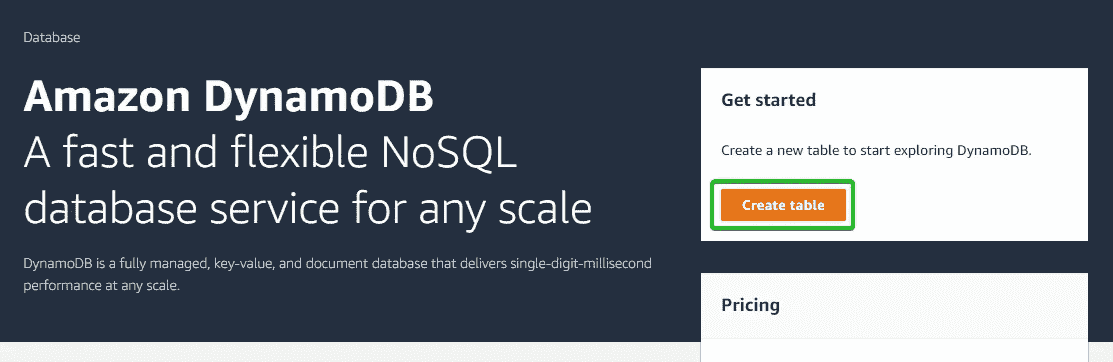 Database
Amazon DynamoDB
A fast and flexible NoSQL
database service for any scale
DynamoDB is a fully managed, key-value, and document database that delivers single-digit-millisecond
performance at any scale.
Get started
Create a new table to start exploring DynamoDB.
Create table
Pricing